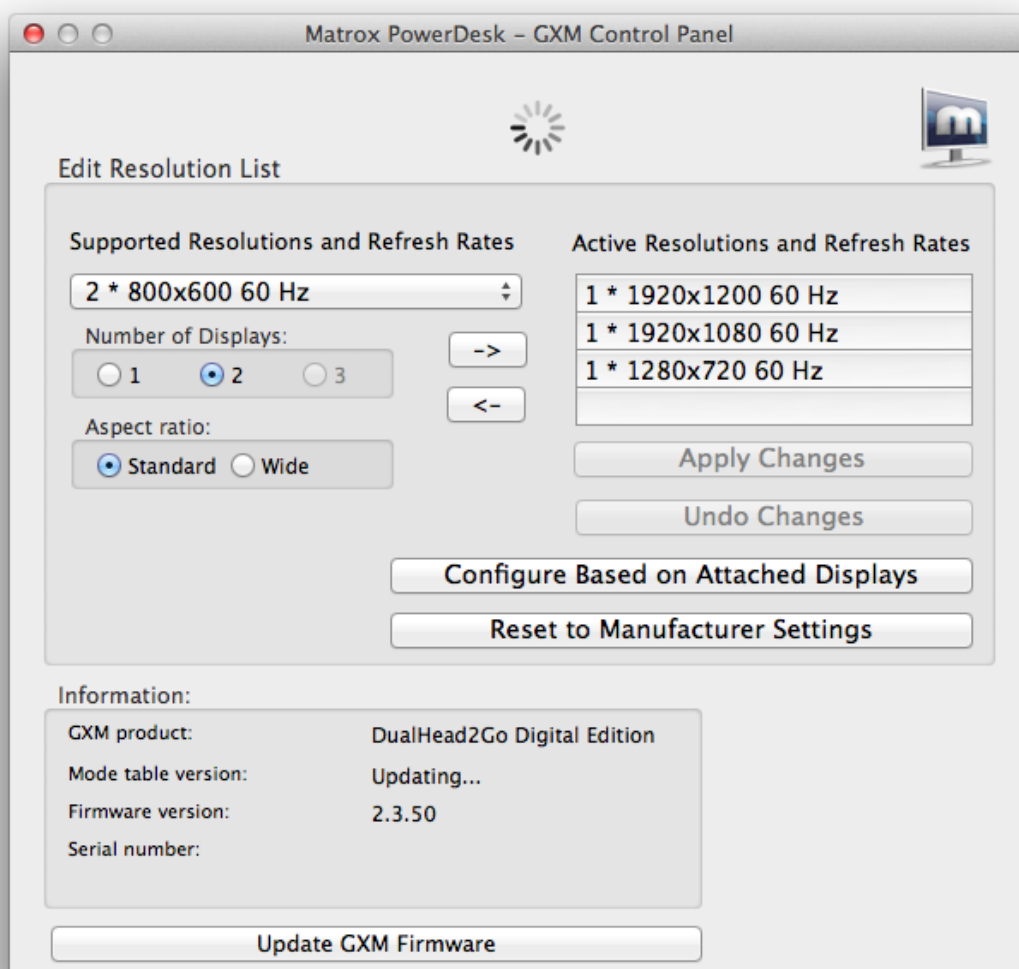 Matrox PowerDesk – GXM Control Panel
m
Edit Resolution List
Supported Resolutions and Refresh Rates
2 * 800x600 60 Hz
Number of Displays:
1 2 3
Aspect ratio:
Standard Wide
->
<-
Active Resolutions and Refresh Rates
1 * 1920x1200 60 Hz
1 * 1920x1080 60 Hz
1 * 1280x720 60 Hz
Apply Changes
Undo Changes
Configure Based on Attached Displays
Reset to Manufacturer Settings
Information:
GXM product: DualHead2Go Digital Edition
Mode table version: Updating...
Firmware version: 2.3.50
Serial number:
Update GXM Firmware